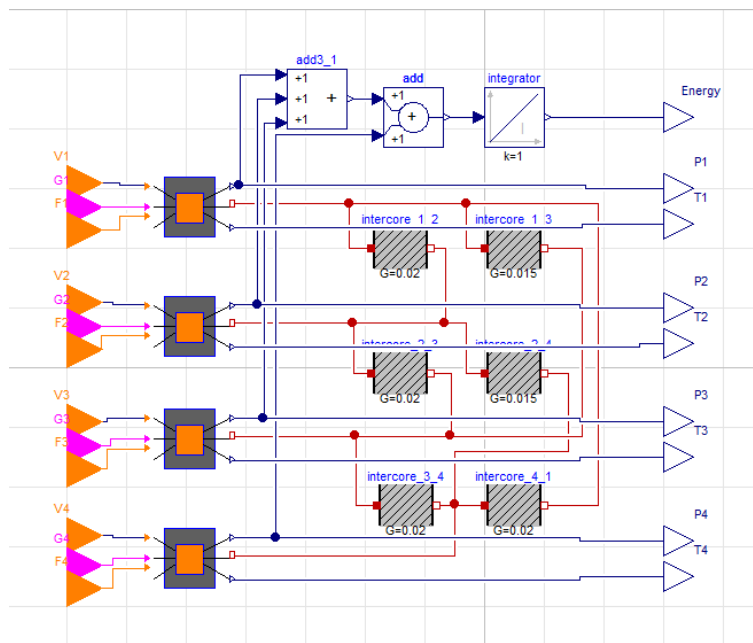 add3_1
+1
+1
+
+1
add
+1
+
+1
integrator
I
k=1
Energy
V1
G1
F1
P1
T1
intercore_1_2
G=0.02
intercore_1_3
G=0.015
V2
G2
F2
P2
T2
intercore_2_3
G=0.02
intercore_2_4
G=0.015
V3
G3
F3
P3
T3
intercore_3_4
G=0.02
intercore_4_1
G=0.02
V4
G4
F4
P4
T4